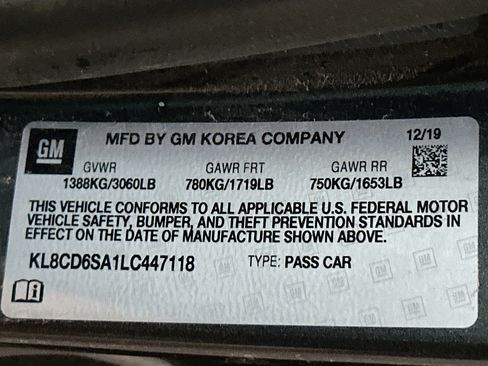 GM
MFD BY GM KOREA COMPANY
12/19
GVWR GAWR FRT GAWR RR
1388KG/3060LB 780KG/1719LB 750KG/1653LB
THIS VEHICLE CONFORMS TO ALL APPLICABLE U.S. FEDERAL MOTOR
VEHICLE SAFETY, BUMPER, AND THEFT PREVENTION STANDARDS IN
EFFECT ON THE DATE OF MANUFACTURE SHOWN ABOVE.
KL8CD6SA1LC447118 TYPE: PASS CAR